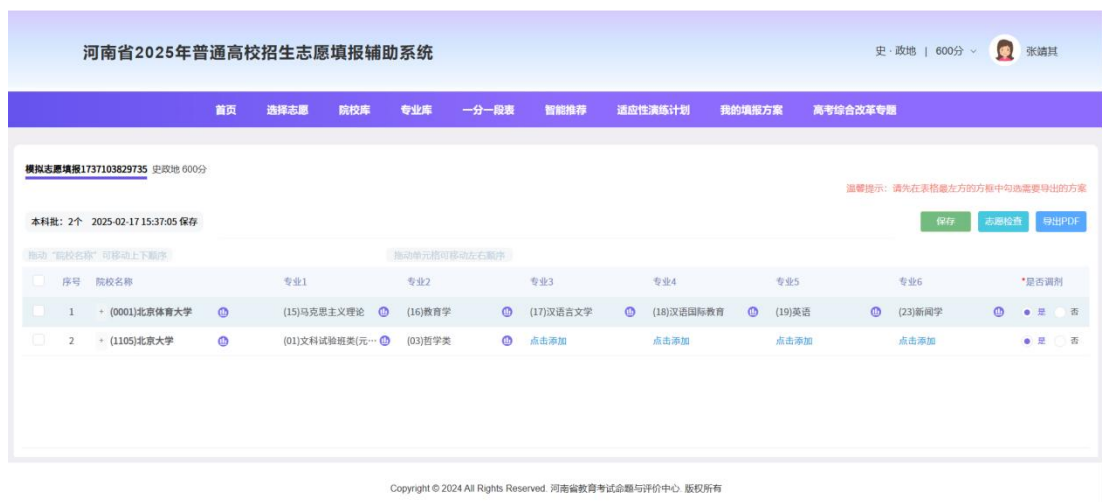 河南省2025年普通高校招生志愿填报辅助系统
史·政地 | 600分 张婧其
首页 选择志愿 院校库 专业库 一分一段表 智能推荐 适应性演练计划 我的填报方案 高考综合改革专题
模拟志愿填报1737103829735 史政地 600分
温馨提示：请先在表格最左方的方框中勾选需要导出的方案
本科批：2个 2025-02-17 15:37:05 保存 保存 志愿检查 导出PDF
拖动“院校名称”可移动上下顺序 拖动单元格可移动左右顺序
序号 院校名称 专业1 专业2 专业3 专业4 专业5 专业6 *是否调剂
1 + (0001)北京体育大学 (15)马克思主义理论 (16)教育学 (17)汉语言文学 (18)汉语国际教育 (19)英语 (23)新闻学 是 否
2 + (1105)北京大学 (01)文科试验班类(元… (03)哲学类 点击添加 点击添加 点击添加 点击添加 是 否
Copyright © 2024 All Rights Reserved. 河南省教育考试命题与评价中心 版权所有